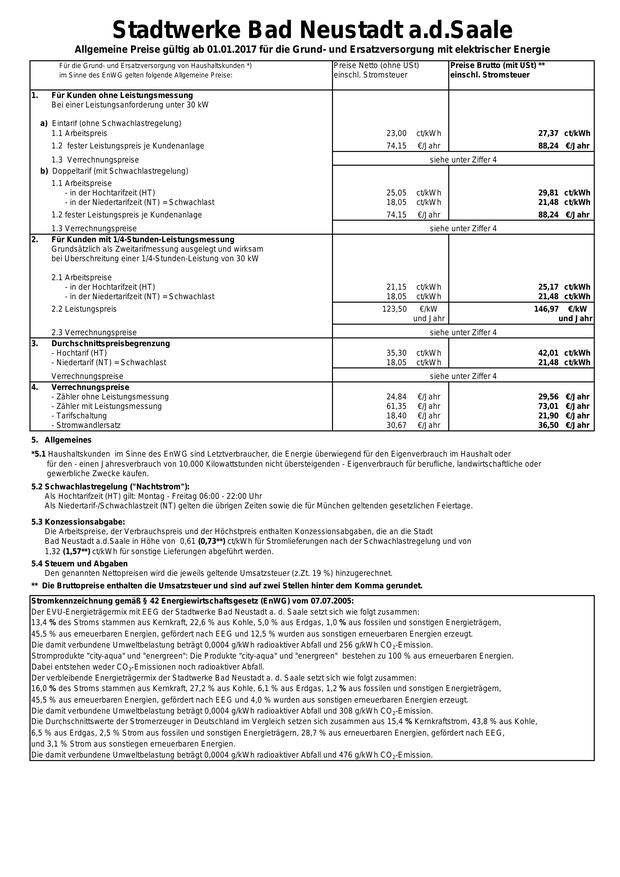 Stadtwerke Bad Neustadt a.d.Saale
Allgemeine Preise gültig ab 01.01.2017 für die Grund- und Ersatzversorgung mit elektrischer Energie
Für die Grund- und Ersatzversorgung von Haushaltskunden *) Preise Netto (ohne USt) Preise Brutto (mit USt) **
im Sinne des EnWG gelten folgende Allgemeine Preise: einschl. Stromsteuer einschl. Stromsteuer
1. Für Kunden ohne Leistungsmessung
Bei einer Leistungsanforderung unter 30 kW
a) Eintarif (ohne Schwachlastregelung)
1.1 Arbeitspreis 23,00 ct/kWh 27,37 ct/kWh
1.2 fester Leistungspreis je Kundenanlage 74,15 €/Jahr 88,24 €/Jahr
1.3 Verrechnungspreise siehe unter Ziffer 4
b) Doppeltarif (mit Schwachlastregelung)
1.1 Arbeitspreise
- in der Hochtarifzeit (HT) 25,05 ct/kWh 29,81 ct/kWh
- in der Niedertarifzeit (NT) = Schwachlast 18,05 ct/kWh 21,48 ct/kWh
1.2 fester Leistungspreis je Kundenanlage 74,15 €/Jahr 88,24 €/Jahr
1.3 Verrechnungspreise siehe unter Ziffer 4
2. Für Kunden mit 1/4-Stunden-Leistungsmessung
Grundsätzlich als Zweitarifmessung ausgelegt und wirksam
bei Überschreitung einer 1/4-Stunden-Leistung von 30 kW
2.1 Arbeitspreise
- in der Hochtarifzeit (HT) 21,15 ct/kWh 25,17 ct/kWh
- in der Niedertarifzeit (NT) = Schwachlast 18,05 ct/kWh 21,48 ct/kWh
2.2 Leistungspreis 123,50 €/kW 146,97 €/kW
und Jahr und Jahr
2.3 Verrechnungspreise siehe unter Ziffer 4
3. Durchschnittspreisbegrenzung
- Hochtarif (HT) 35,30 ct/kWh 42,01 ct/kWh
- Niedertarif (NT) = Schwachlast 18,05 ct/kWh 21,48 ct/kWh
Verrechnungspreise siehe unter Ziffer 4
4. Verrechnungspreise
- Zähler ohne Leistungsmessung 24,84 €/Jahr 29,56 €/Jahr
- Zähler mit Leistungsmessung 61,35 €/Jahr 73,01 €/Jahr
- Tarifschaltung 18,40 €/Jahr 21,90 €/Jahr
- Stromwandlersatz 30,67 €/Jahr 36,50 €/Jahr
5. Allgemeines
*5.1 Haushaltskunden im Sinne des EnWG sind Letztverbraucher, die Energie überwiegend für den Eigenverbrauch im Haushalt oder
für den - einen Jahresverbrauch von 10.000 Kilowattstunden nicht übersteigenden - Eigenverbrauch für berufliche, landwirtschaftliche oder
gewerbliche Zwecke kaufen.
5.2 Schwachlastregelung ("Nachtstrom"):
Als Hochtarifzeit (HT) gilt: Montag - Freitag 06:00 - 22:00 Uhr
Als Niedertarif-/Schwachlastzeit (NT) gelten die übrigen Zeiten sowie die für München geltenden gesetzlichen Feiertage.
5.3 Konzessionsabgabe:
Die Arbeitspreise, der Verbrauchspreis und der Höchstpreis enthalten Konzessionsabgaben, die an die Stadt
Bad Neustadt a.d.Saale in Höhe von 0,61 (0,73**) ct/kWh für Stromlieferungen nach der Schwachlastregelung und von
1,32 (1,57**) ct/kWh für sonstige Lieferungen abgeführt werden.
5.4 Steuern und Abgaben
Den genannten Nettopreisen wird die jeweils geltende Umsatzsteuer (z.Zt. 19 %) hinzugerechnet.
** Die Bruttopreise enthalten die Umsatzsteuer und sind auf zwei Stellen hinter dem Komma gerundet.
Stromkennzeichnung gemäß § 42 Energiewirtschaftsgesetz (EnWG) vom 07.07.2005:
Der EVU-Energieträgermix mit EEG der Stadtwerke Bad Neustadt a. d. Saale setzt sich wie folgt zusammen:
13,4 % des Stroms stammen aus Kernkraft, 22,6 % aus Kohle, 5,0 % aus Erdgas, 1,0 % aus fossilen und sonstigen Energieträgern,
45,5 % aus erneuerbaren Energien, gefördert nach EEG und 12,5 % wurden aus sonstigen erneuerbaren Energien erzeugt.
Die damit verbundene Umweltbelastung beträgt 0,0004 g/kWh radioaktiver Abfall und 256 g/kWh CO2-Emission.
Stromprodukte "city-aqua" und "energreen": Die Produkte "city-aqua" und "energreen" bestehen zu 100 % aus erneuerbaren Energien.
Dabei entstehen weder CO2-Emissionen noch radioaktiver Abfall.
Der verbleibende Energieträgermix der Stadtwerke Bad Neustadt a. d. Saale setzt sich wie folgt zusammen:
16,0 % des Stroms stammen aus Kernkraft, 27,2 % aus Kohle, 6,1 % aus Erdgas, 1,2 % aus fossilen und sonstigen Energieträgern,
45,5 % aus erneuerbaren Energien, gefördert nach EEG und 4,0 % wurden aus sonstigen erneuerbaren Energien erzeugt.
Die damit verbundene Umweltbelastung beträgt 0,0004 g/kWh radioaktiver Abfall und 308 g/kWh CO2-Emission.
Die Durchschnittswerte der Stromerzeuger in Deutschland im Vergleich setzen sich zusammen aus 15,4 % Kernkraftstrom, 43,8 % aus Kohle,
6,5 % aus Erdgas, 2,5 % Strom aus fossilen und sonstigen Energieträgern, 28,7 % aus erneuerbaren Energien, gefördert nach EEG,
und 3,1 % Strom aus sonstiegen erneuerbaren Energien.
Die damit verbundene Umweltbelastung beträgt 0,0004 g/kWh radioaktiver Abfall und 476 g/kWh CO2-Emission.